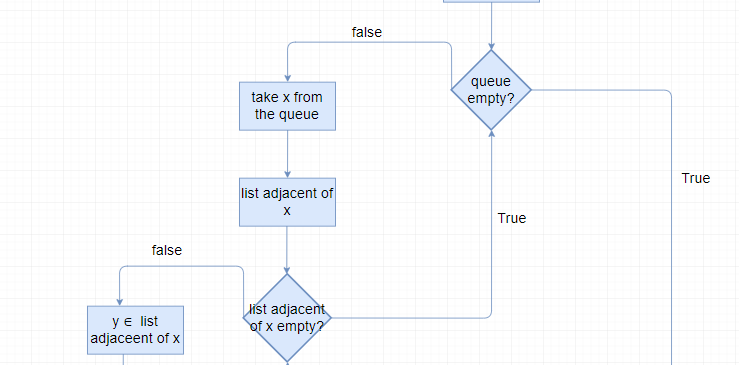 false
queue
empty?
take x from
the queue
True
list adjacent of
x
True
false
list adjacent
of x empty?
y ∈ list
adjaceent of x